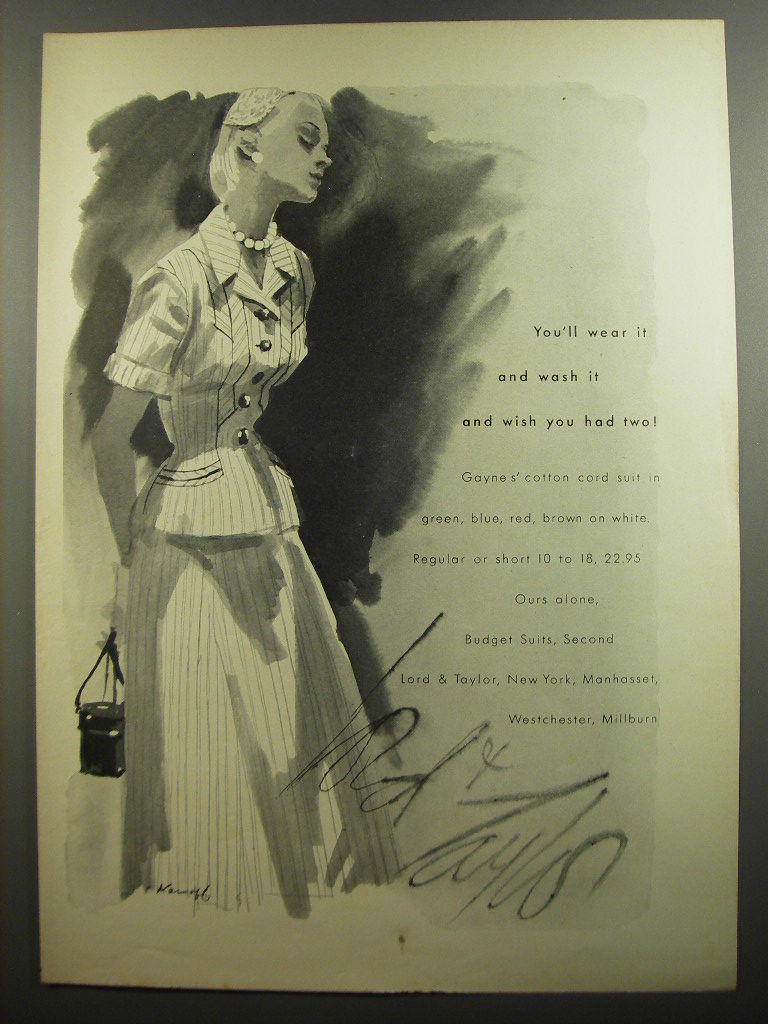 You'll wear it
and wash it
and wish you had two!
Gaynes' cotton cord suit in
green, blue, red, brown on white.
Regular or short 10 to 18, 22.95
Ours alone,
Budget Suits, Second
Lord & Taylor, New York, Manhasset,
Westchester, Millburn
Lord &
Taylor